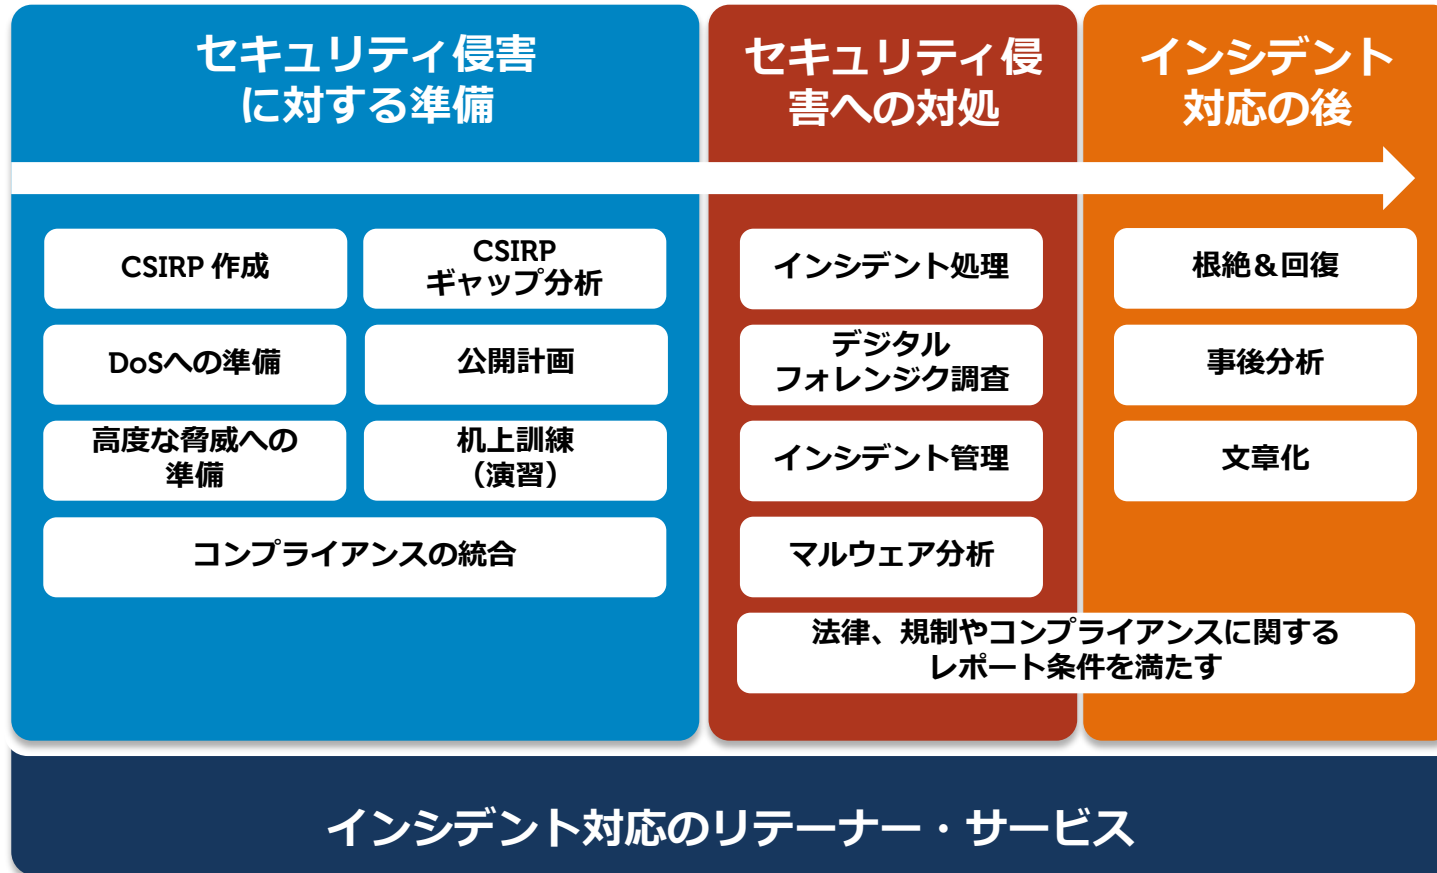 セキュリティ侵害
に対する準備
セキュリティ侵
害への対処
インシデント
対応の後
CSIRP 作成
CSIRP
ギャップ分析
DoSへの準備
公開計画
高度な脅威への
準備
机上訓練
（演習）
コンプライアンスの統合
インシデント処理
デジタル
フォレンジク調査
インシデント管理
マルウェア分析
根絶＆回復
事後分析
文章化
法律、規制やコンプライアンスに関する
レポート条件を満たす
インシデント対応のリテーナー・サービス